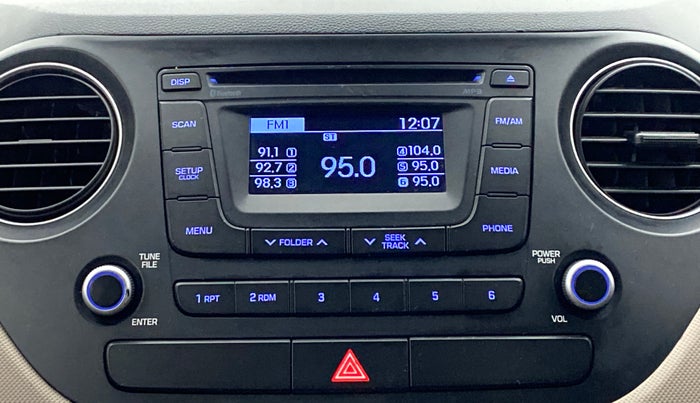 DISP
Bluetooth
MP3
SCAN
FM1
12:07
FM/AM
ST
91.1 1
92.7 2
98.3 3
95.0
4 104.0
5 95.0
6 95.0
SETUP
CLOCK
MEDIA
MENU
FOLDER
SEEK
TRACK
PHONE
TUNE
FILE
POWER
PUSH
1 RPT
2 RDM
3
4
5
6
ENTER
VOL